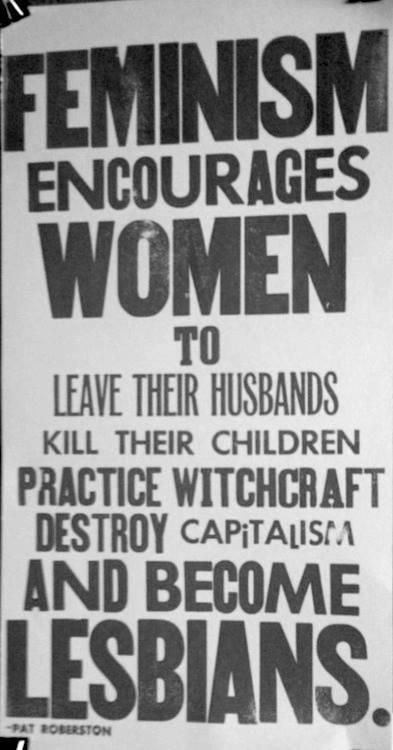 FEMINISM
ENCOURAGES
WOMEN
TO
LEAVE THEIR HUSBANDS
KILL THEIR CHILDREN
PRACTICE WITCHCRAFT
DESTROY CAPiTALISM
AND BECOME
LESBIANS.
-PAT ROBERSTON